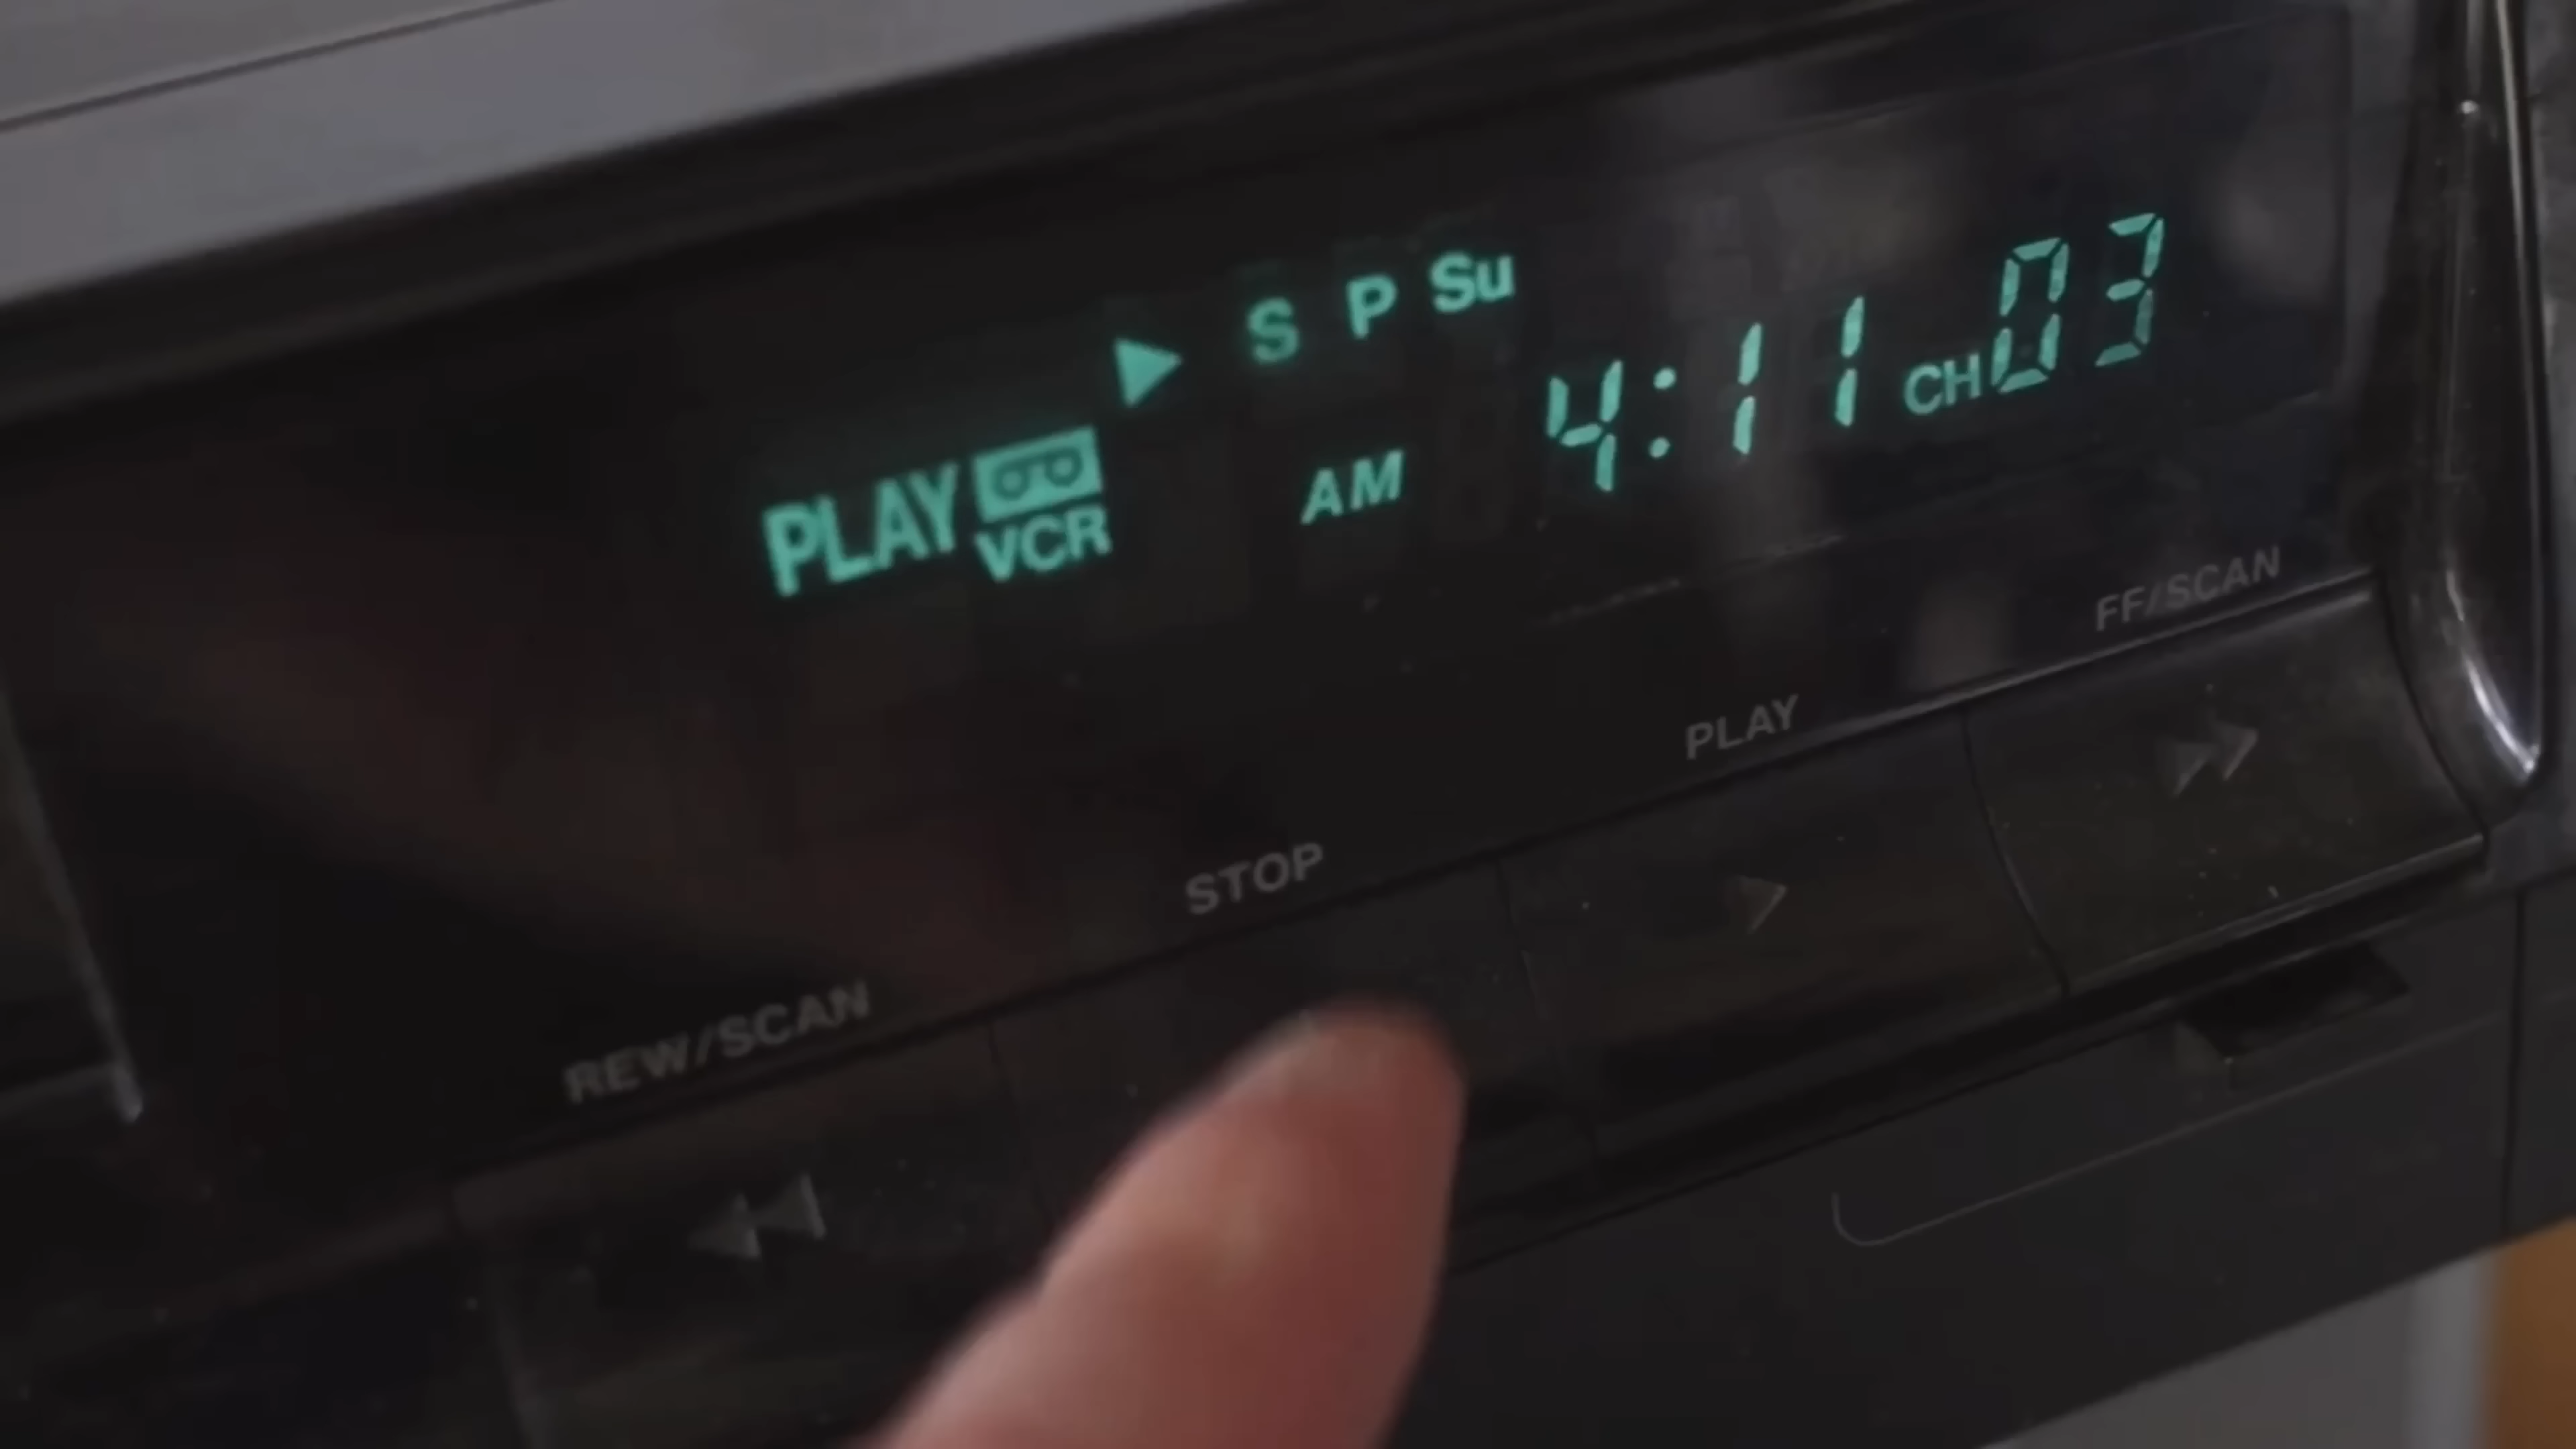 S P Su
PLAY VCR
AM 4:11 CH 03
REW/SCAN
STOP
PLAY
FF/SCAN